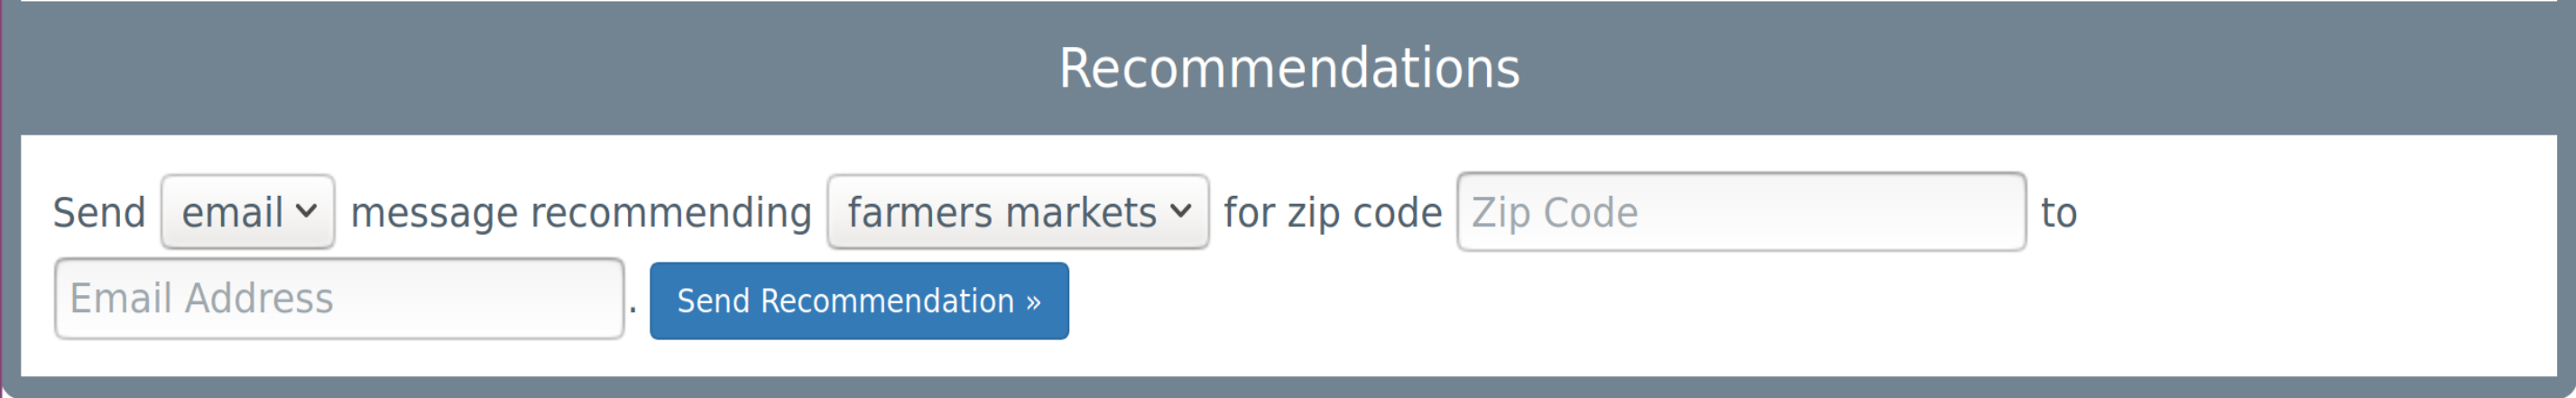 Recommendations
Send email message recommending farmers markets for zip code Zip Code to
Email Address . Send Recommendation »